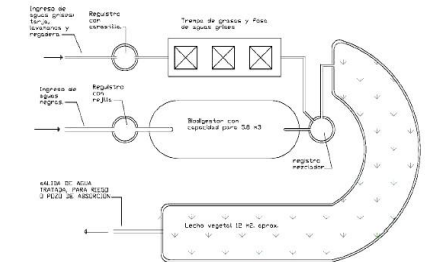 Ingreso de
aguas grises:
tarja,
lavamanos y
regadera
Registro
con
Trampa de grasas y fosa
de aguas grises
Ingreso de
aguas
negras.
Registro
con
rejilla
Biodigestor con
capacidad para 3.8 m3
registro
mezclador
SALIDA DE AGUA
TRATADA, PARA RIEGO
O POZO DE ABSORCION
Lecho vegetal 12 m2. aprox.